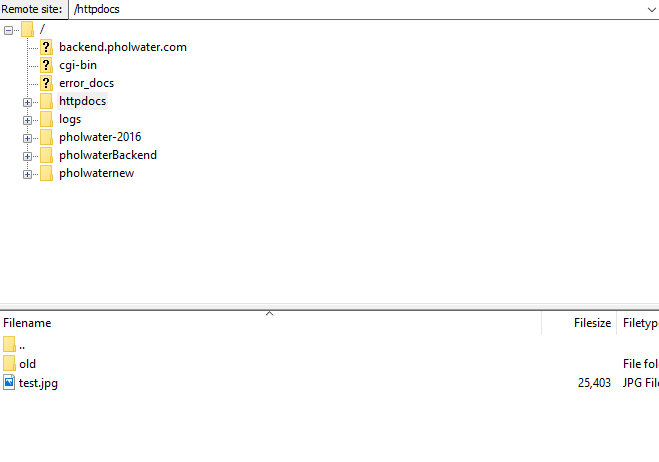 Remote site: /httpdocs
/
? backend.pholwater.com
? cgi-bin
? error_docs
httpdocs
logs
pholwater-2016
pholwaterBackend
pholwaternew
Filename Filesize Filetyp
..
old File fol
test.jpg 25,403 JPG File